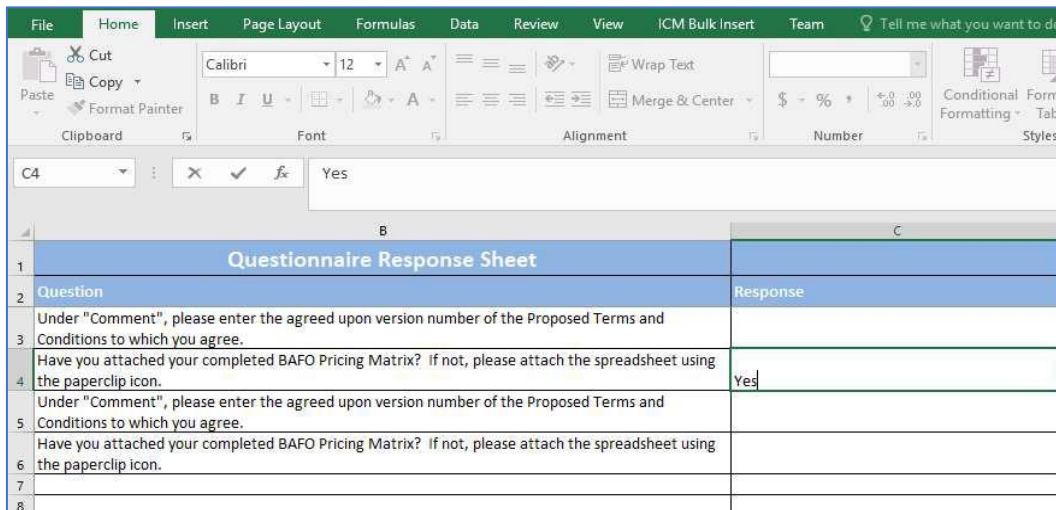 File Home Insert Page Layout Formulas Data Review View ICM Bulk Insert Team Tell me what you want to do
Cut
Copy
Format Painter
Paste
Calibri 12 A A
B I U A
Wrap Text
Merge & Center
$ % ,
.0 .00
.00 .0
Conditional
Formatting
Clipboard Font Alignment Number Styles
C4 fx Yes
B C
1 Questionnaire Response Sheet
2 Question Response
Under "Comment", please enter the agreed upon version number of the Proposed Terms and
3 Conditions to which you agree.
Have you attached your completed BAFO Pricing Matrix? If not, please attach the spreadsheet using
4 the paperclip icon. Yes
Under "Comment", please enter the agreed upon version number of the Proposed Terms and
5 Conditions to which you agree.
Have you attached your completed BAFO Pricing Matrix? If not, please attach the spreadsheet using
6 the paperclip icon.
7
8